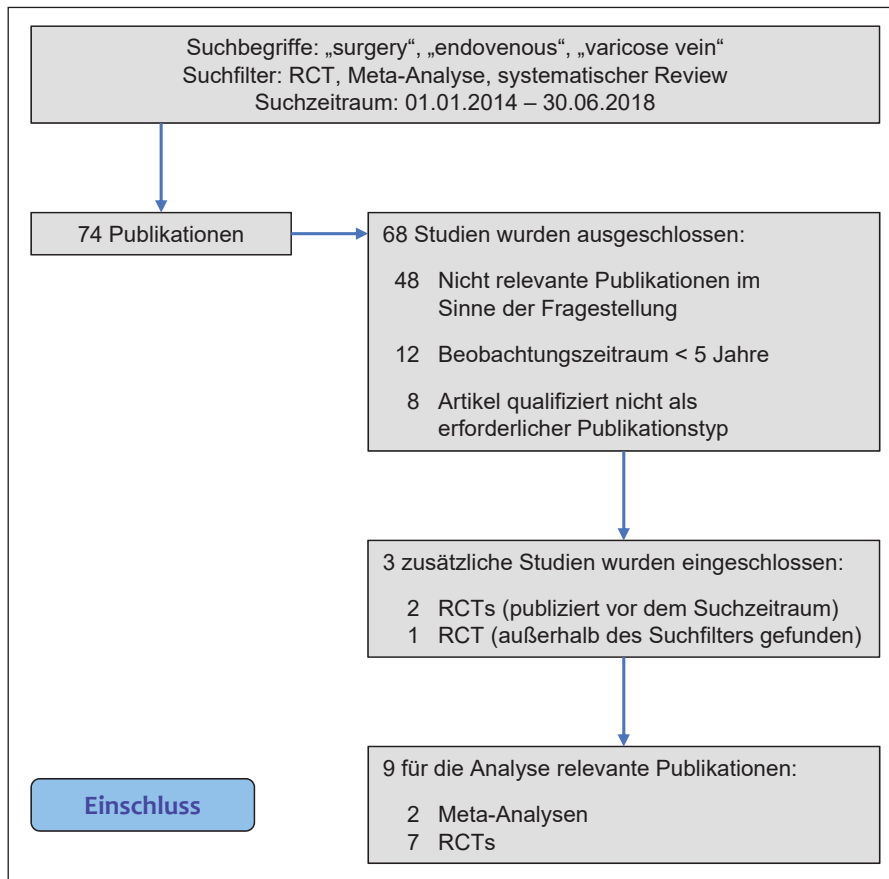 Suchbegriffe: „surgery“, „endovenous“, „varicose vein“
Suchfilter: RCT, Meta-Analyse, systematischer Review
Suchzeitraum: 01.01.2014 – 30.06.2018
74 Publikationen
68 Studien wurden ausgeschlossen:
48 Nicht relevante Publikationen im
Sinne der Fragestellung
12 Beobachtungszeitraum < 5 Jahre
8 Artikel qualifiziert nicht als
erforderlicher Publikationstyp
3 zusätzliche Studien wurden eingeschlossen:
2 RCTs (publiziert vor dem Suchzeitraum)
1 RCT (außerhalb des Suchfilters gefunden)
9 für die Analyse relevante Publikationen:
2 Meta-Analysen
7 RCTs
Einschluss